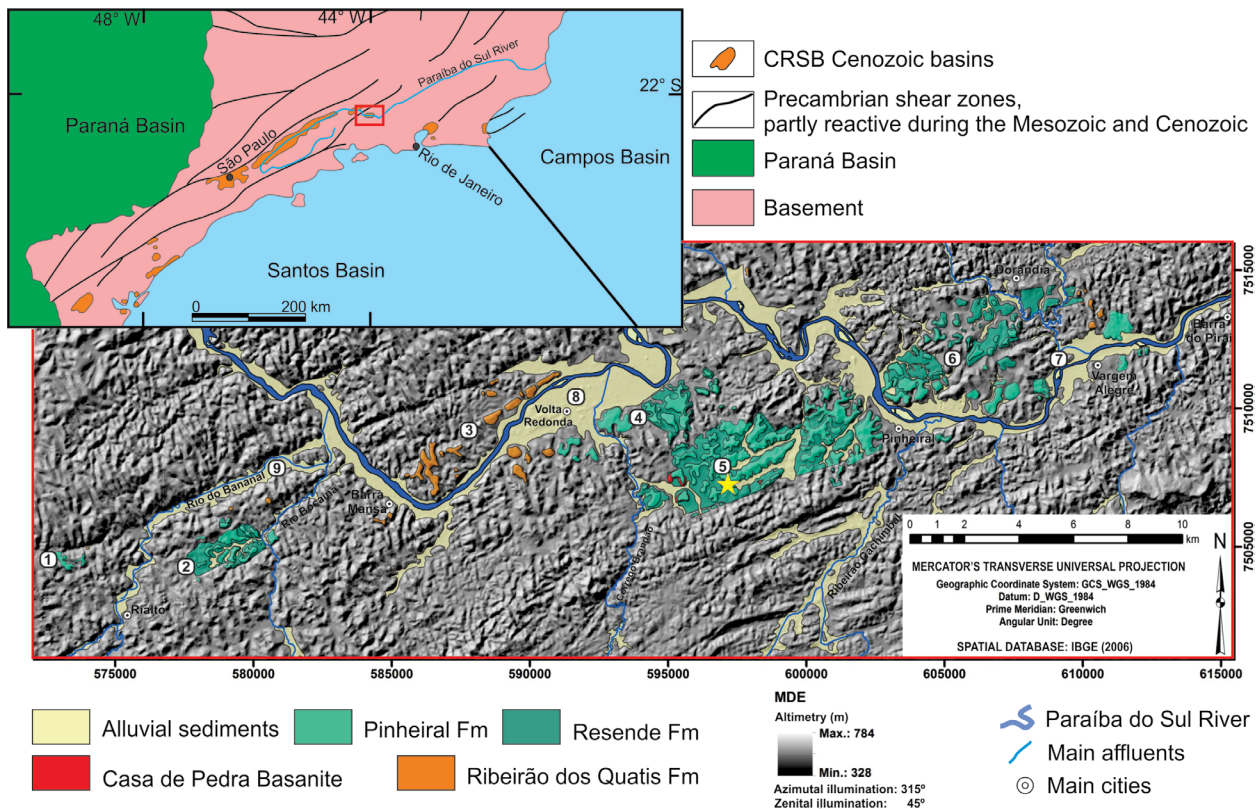 48° W
44° W
22° S
Paraíba do Sul River
Paraná Basin
São Paulo
Rio de Janeiro
Campos Basin
Santos Basin
0 200 km
CRSB Cenozoic basins
Precambrian shear zones,
partly reactive during the Mesozoic and Cenozoic
Paraná Basin
Basement
Dorândia
Barra
do Piraí
Vargem
Alegre
Volta
Redonda
Pinheiral
Barra
Mansa
Rialto
Rio do Bananal
Rio Bocaina
Ribeirão Cachimbal
1
2
3
4
5
6
7
8
9
7515000
7510000
7505000
0 1 2 4 6 8 10
km
N
MERCATOR'S TRANSVERSE UNIVERSAL PROJECTION
Geographic Coordinate System: GCS_WGS_1984
Datum: D_WGS_1984
Prime Meridian: Greenwich
Angular Unit: Degree
SPATIAL DATABASE: IBGE (2006)
575000 580000 585000 590000 595000 600000 605000 610000 615000
Alluvial sediments
Pinheiral Fm
Resende Fm
Casa de Pedra Basanite
Ribeirão dos Quatis Fm
MDE
Altimetry (m)
Max.: 784
Min.: 328
Azimutal illumination: 315º
Zenital illumination: 45º
Paraíba do Sul River
Main affluents
Main cities